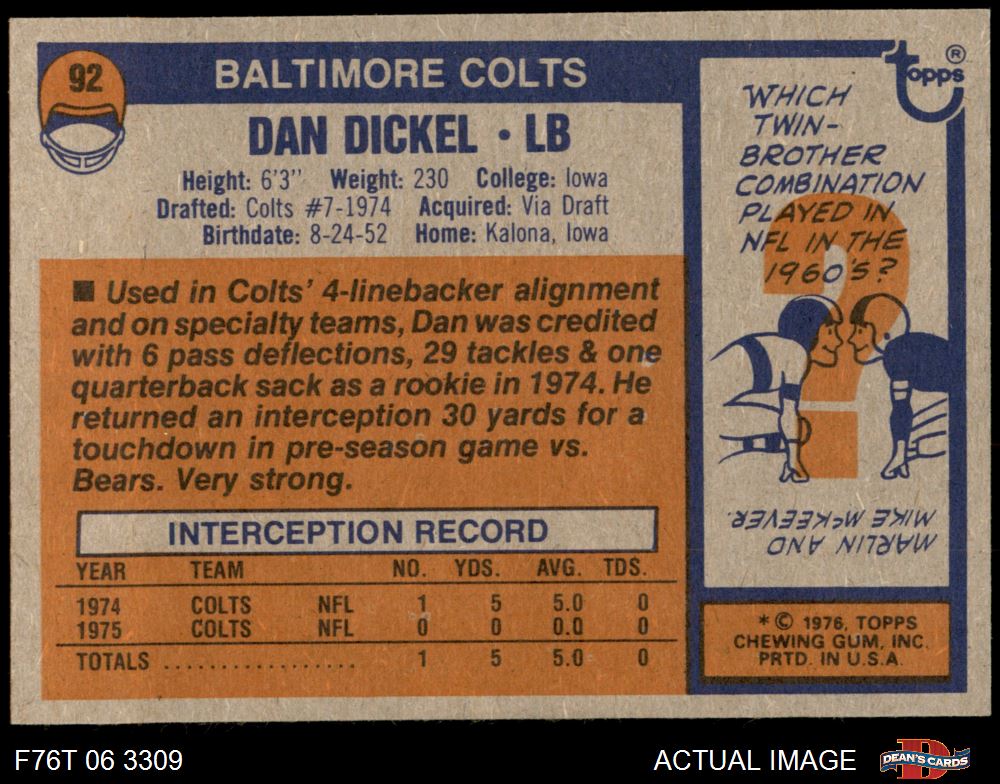 92
BALTIMORE COLTS
DAN DICKEL • LB
Height: 6'3" Weight: 230 College: Iowa
Drafted: Colts #7-1974 Acquired: Via Draft
Birthdate: 8-24-52 Home: Kalona, Iowa
■ Used in Colts' 4-linebacker alignment
and on specialty teams, Dan was credited
with 6 pass deflections, 29 tackles & one
quarterback sack as a rookie in 1974. He
returned an interception 30 yards for a
touchdown in pre-season game vs.
Bears. Very strong.
INTERCEPTION RECORD
YEAR TEAM NO. YDS. AVG. TDS.
1974 COLTS NFL 1 5 5.0 0
1975 COLTS NFL 0 0 0.0 0
TOTALS .................. 1 5 5.0 0
Topps ®
WHICH
TWIN-
BROTHER
COMBINATION
PLAYED IN
NFL IN THE
1960'S?
?
MARLIN AND
MIKE McKEEVER.
* © 1976, TOPPS
CHEWING GUM, INC.
PRTD. IN U.S.A.
F76T 06 3309
ACTUAL IMAGE
DEAN'S CARDS